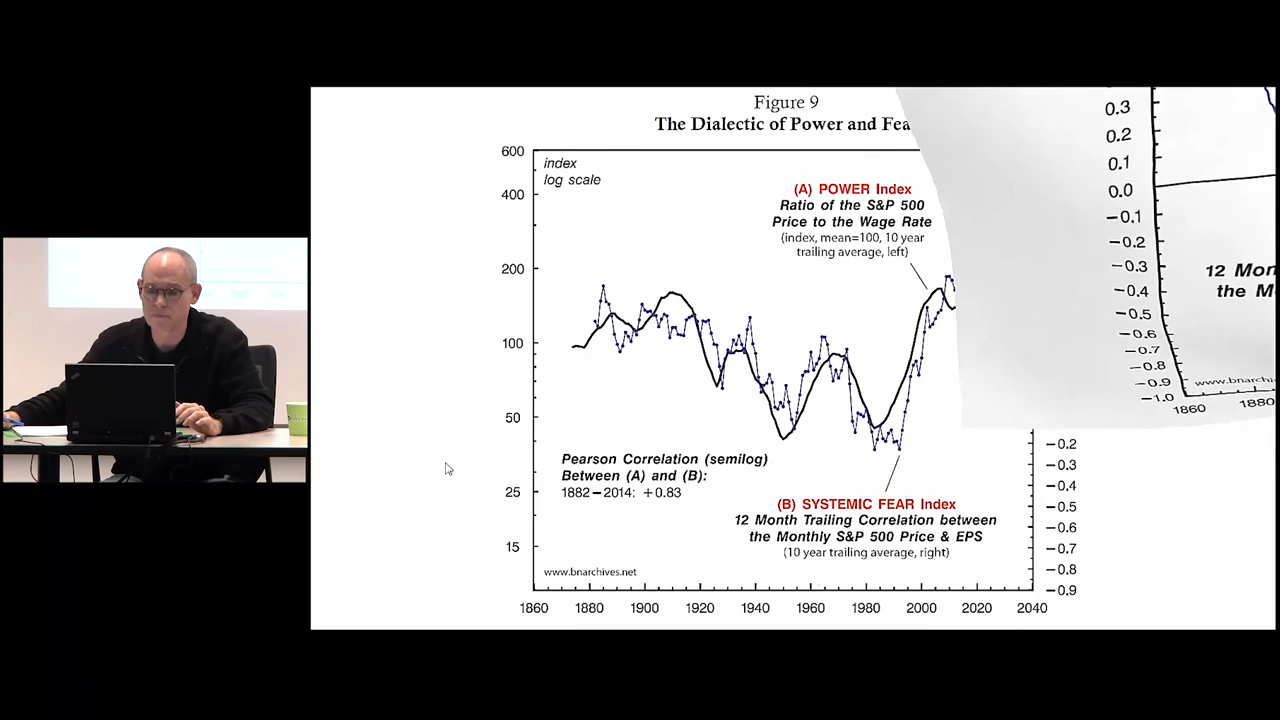 Figure 9
The Dialectic of Power and Fea
600
400
200
100
50
25
15
index
log scale
(A) POWER Index
Ratio of the S&P 500
Price to the Wage Rate
(index, mean=100, 10 year
trailing average, left)
Pearson Correlation (semilog)
Between (A) and (B):
1882–2014: +0.83
(B) SYSTEMIC FEAR Index
12 Month Trailing Correlation between
the Monthly S&P 500 Price & EPS
(10 year trailing average, right)
www.bnarchives.net
1860 1880 1900 1920 1940 1960 1980 2000 2020 2040
−0.2
−0.3
−0.4
−0.5
−0.6
−0.7
−0.8
−0.9
0.3
0.2
0.1
0.0
−0.1
−0.2
−0.3
−0.4
−0.5
−0.6
−0.7
−0.8
−0.9
−1.0
12 Mon
the M
www.bnarchiv
1860 1880